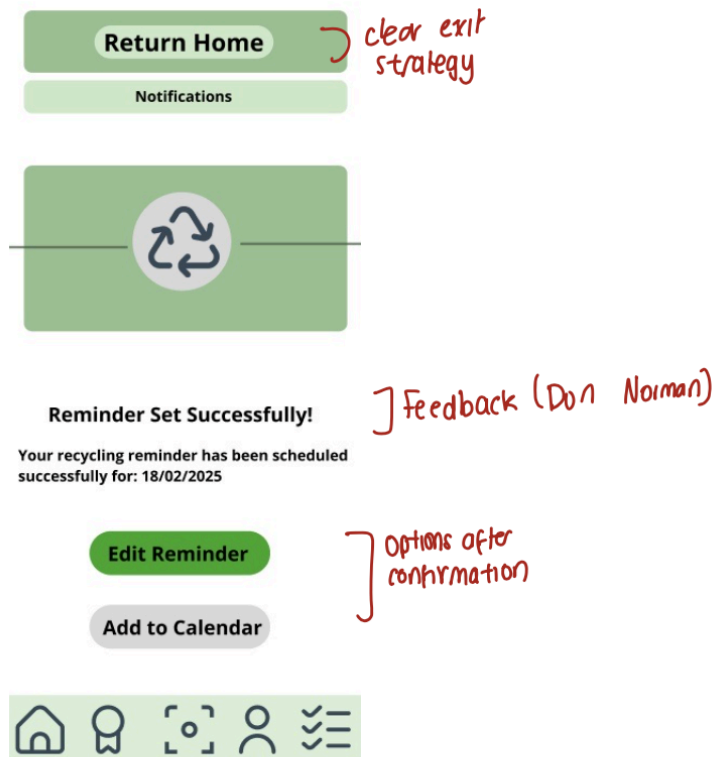 Return Home
clear exit
strategy
Notifications
Reminder Set Successfully!
Feedback (Don Norman)
Your recycling reminder has been scheduled
successfully for: 18/02/2025
Edit Reminder
options after
confirmation
Add to Calendar